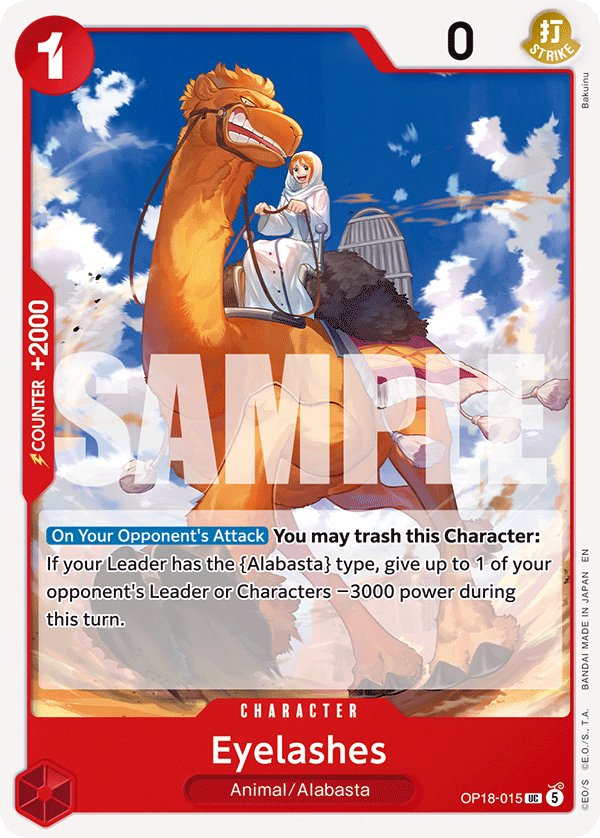 1
0
打
STRIKE
Bakuinu
COUNTER +2000
SAMPLE
On Your Opponent's Attack You may trash this Character:
If your Leader has the {Alabasta} type, give up to 1 of your
opponent's Leader or Characters −3000 power during
this turn.
©EO/S ©E.O./S., T.A. BANDAI MADE IN JAPAN EN
CHARACTER
Eyelashes
Animal/Alabasta
OP18-015 UC 5